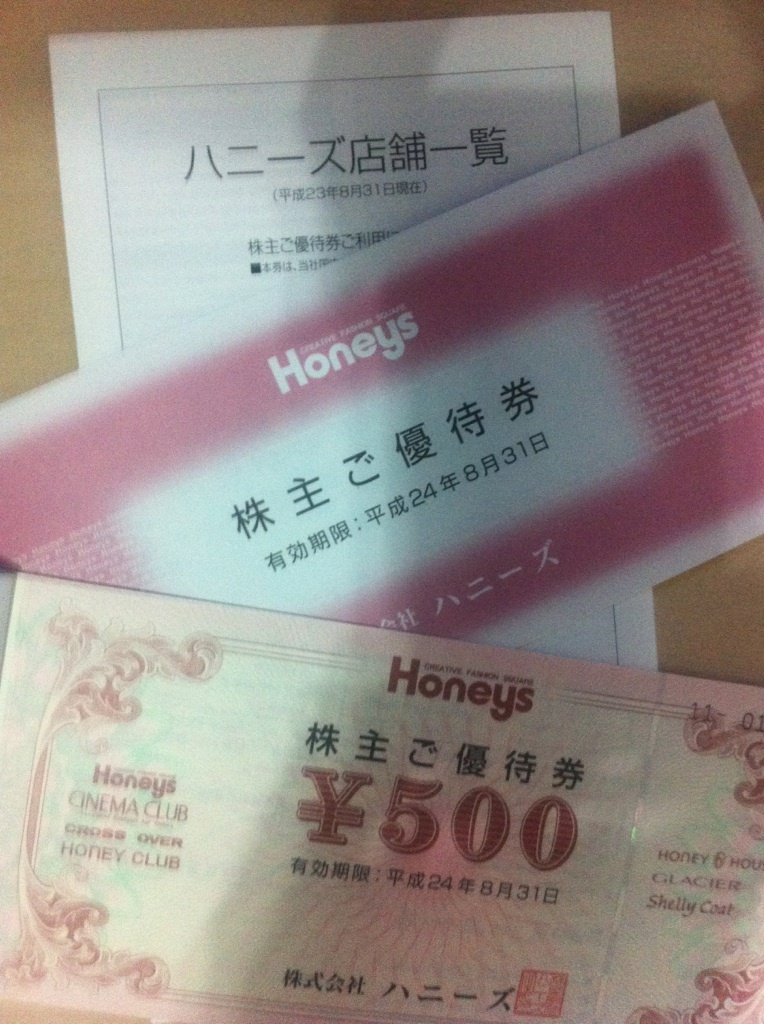 ハニーズ店舗一覧
(平成23年8月31日現在)
株主ご優待券ご利用
■本券は、当社
CREATIVE FASHION SQUARE
Honeys
株主ご優待券
有効期限:平成24年8月31日
会社 ハニーズ
CREATIVE FASHION SQUARE
Honeys
11 01
株主ご優待券
¥500
有効期限:平成24年8月31日
Honeys
CINEMA CLUB
CROSS OVER
HONEY CLUB
HONEY HOU
GLACIER
Shelly Coat
株式会社 ハニーズ